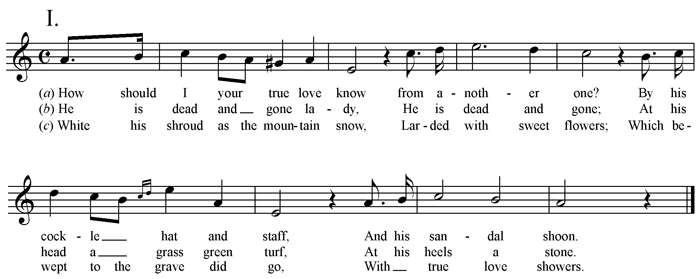 I.
(a) How should I your true love know from a - noth - er one? By his
(b) He is dead and gone la - dy, He is dead and gone; At his
(c) White his shroud as the moun - tain snow, Lar - ded with sweet flowers; Which be-
cock - le hat and staff, And his san - dal shoon.
head a grass green turf, At his heels a stone.
wept to the grave did go, With true love showers.